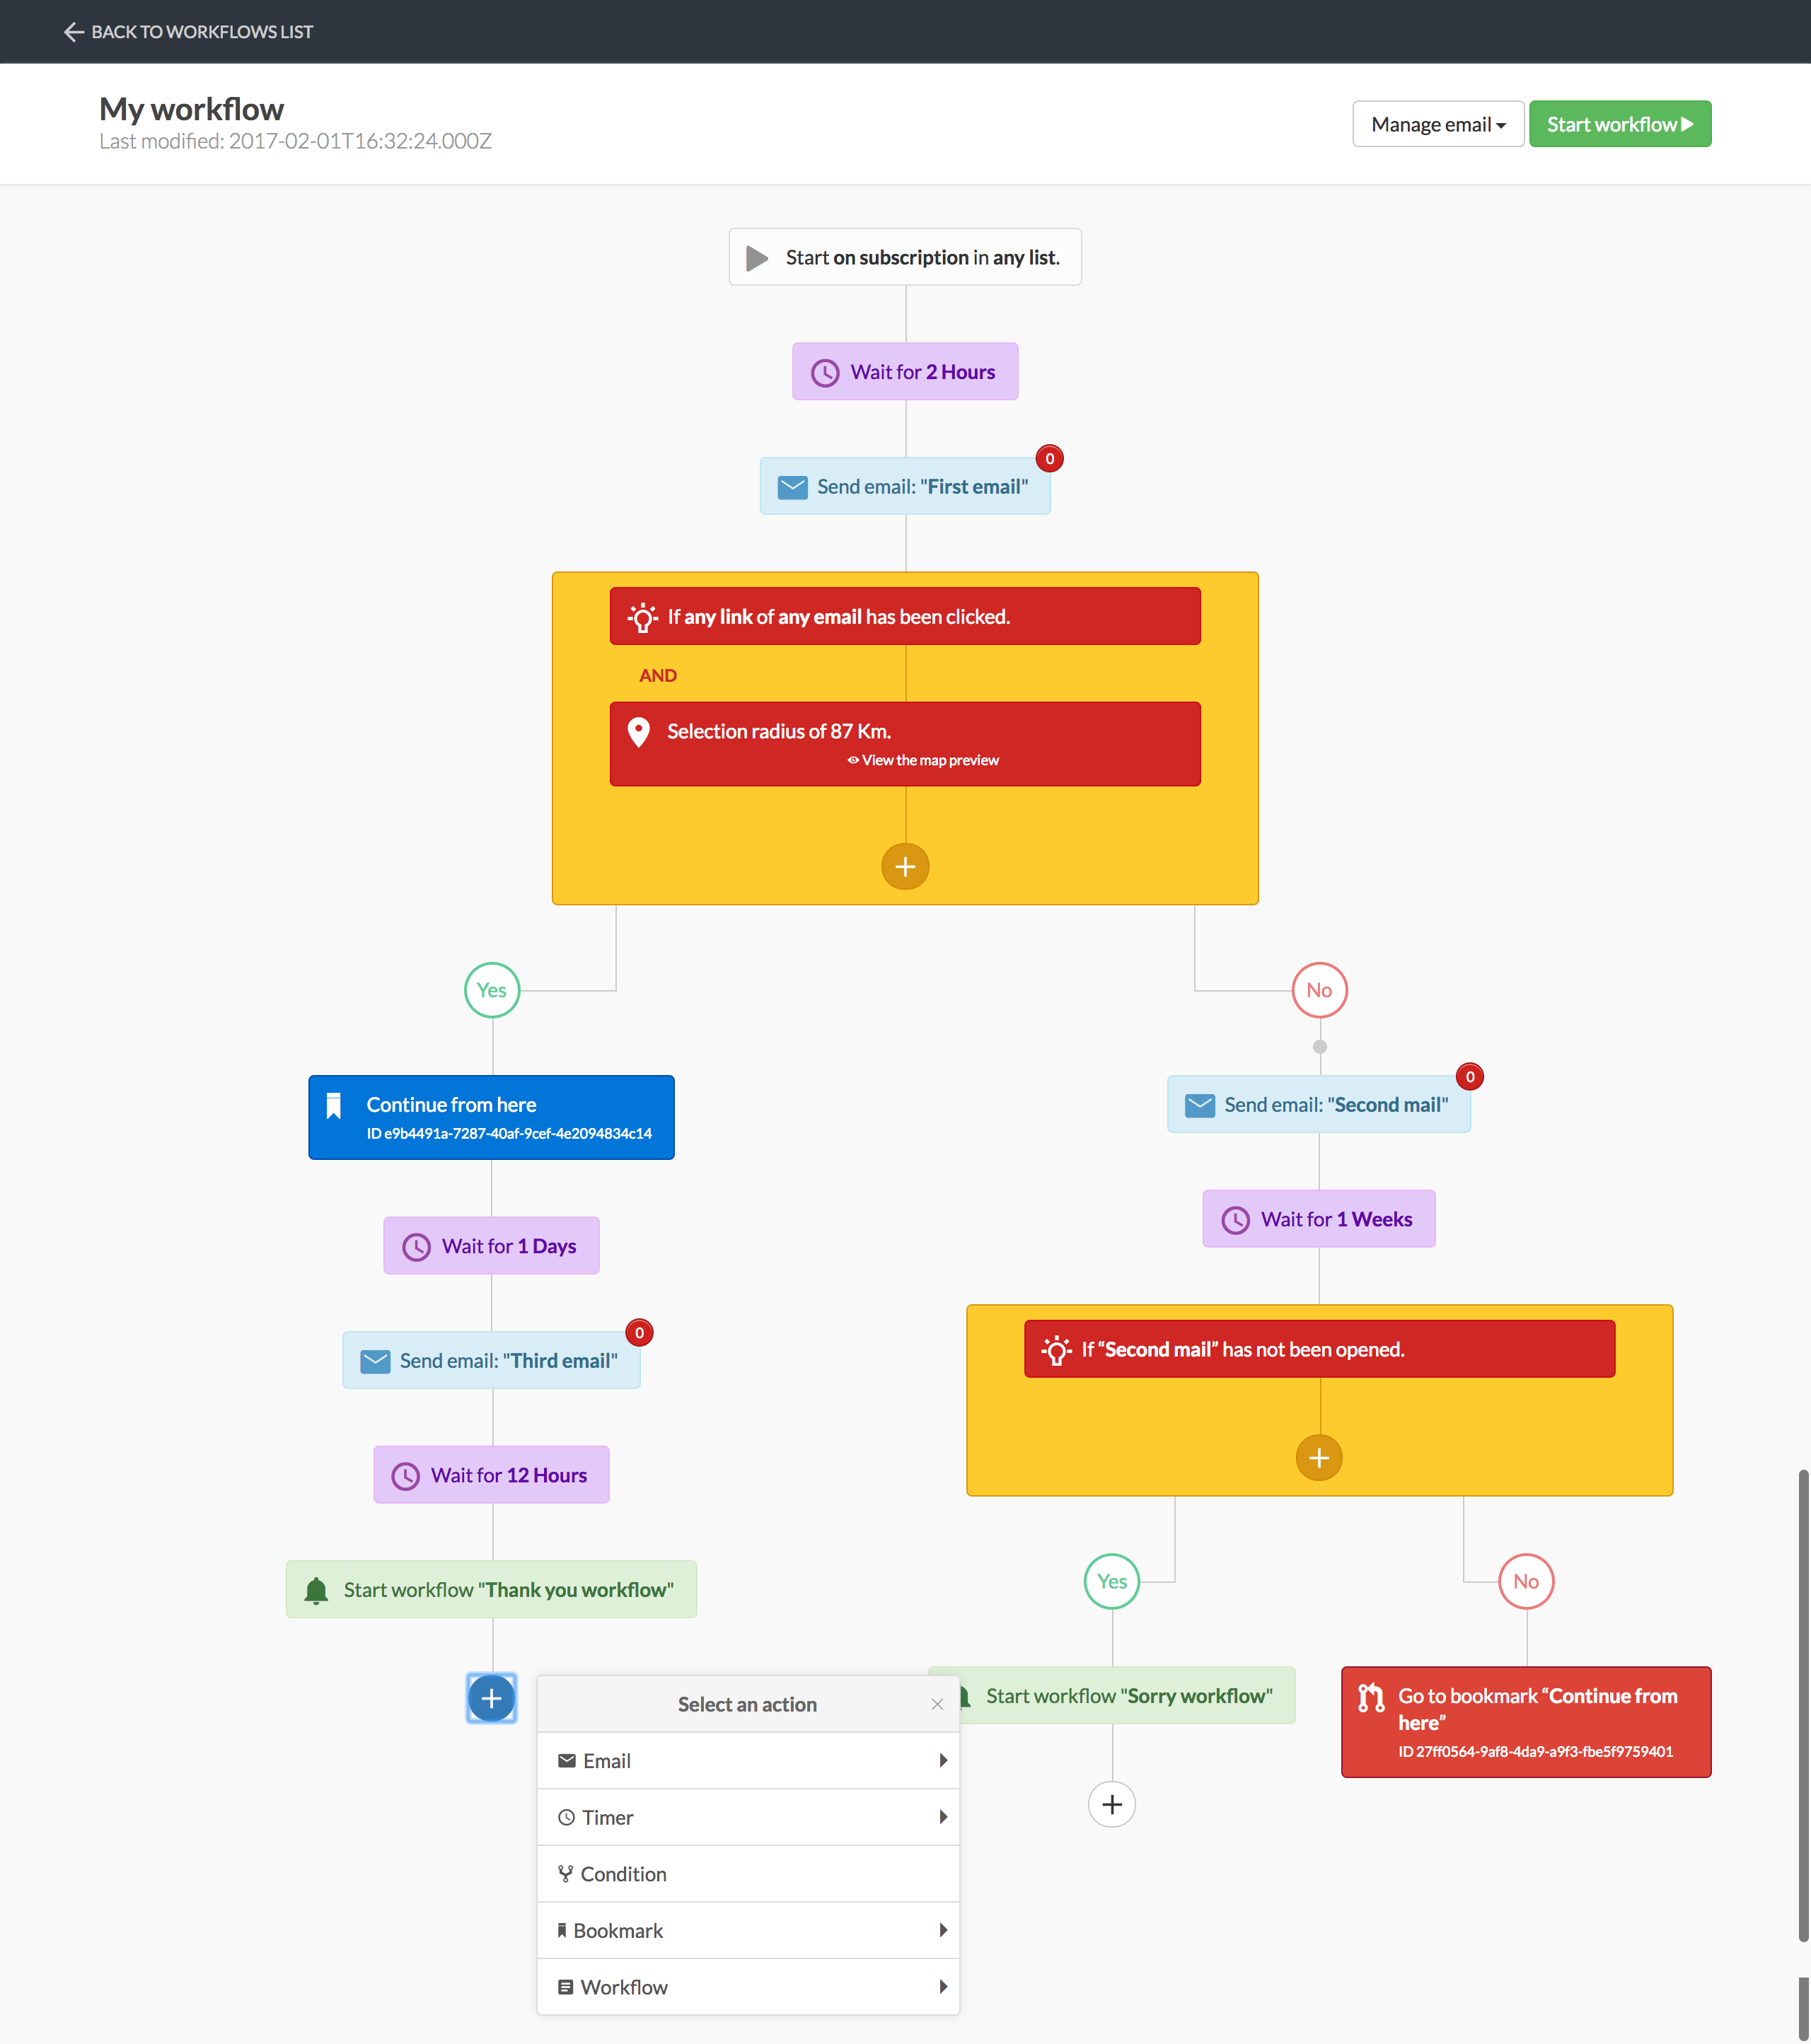 BACK TO WORKFLOWS LIST
My workflow
Last modified: 2017-02-01T16:32:24.000Z
Manage email
Start workflow
Start on subscription in any list.
Wait for 2 Hours
0
Send email: "First email"
If any link of any email has been clicked.
AND
Selection radius of 87 Km.
View the map preview
Yes
No
Continue from here
ID e9b4491a-7287-40af-9cef-4e2094834c14
0
Send email: "Second mail"
Wait for 1 Days
Wait for 1 Weeks
0
Send email: "Third email"
If “Second mail” has not been opened.
Wait for 12 Hours
Start workflow "Thank you workflow"
Yes
No
Start workflow "Sorry workflow"
Go to bookmark “Continue from
here”
ID 27ff0564-9af8-4da9-a9f3-fbe5f9759401
Select an action
Email
Timer
Condition
Bookmark
Workflow